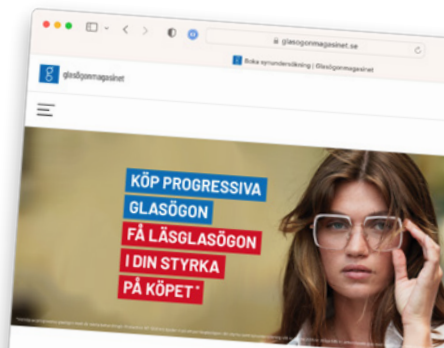 glasogonmagasinet.se
Boka synundersökning | Glasögonmagasinet
glasögonmagasinet
KÖP PROGRESSIVA
GLASÖGON
FÅ LÄSGLASÖGON
I DIN STYRKA
PÅ KÖPET*